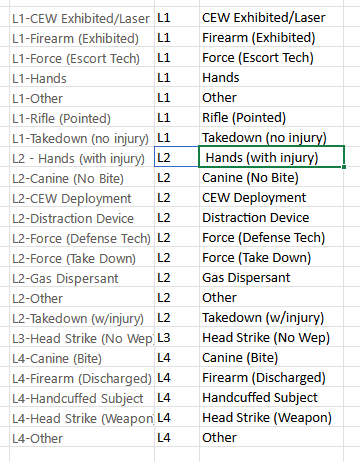 L1-CEW Exhibited/Laser L1 CEW Exhibited/Laser
L1-Firearm (Exhibited) L1 Firearm (Exhibited)
L1-Force (Escort Tech) L1 Force (Escort Tech)
L1-Hands L1 Hands
L1-Other L1 Other
L1-Rifle (Pointed) L1 Rifle (Pointed)
L1-Takedown (no injury) L1 Takedown (no injury)
L2 - Hands (with injury) L2 Hands (with injury)
L2-Canine (No Bite) L2 Canine (No Bite)
L2-CEW Deployment L2 CEW Deployment
L2-Distraction Device L2 Distraction Device
L2-Force (Defense Tech) L2 Force (Defense Tech)
L2-Force (Take Down) L2 Force (Take Down)
L2-Gas Dispersant L2 Gas Dispersant
L2-Other L2 Other
L2-Takedown (w/injury) L2 Takedown (w/injury)
L3-Head Strike (No Wep L3 Head Strike (No Wep)
L4-Canine (Bite) L4 Canine (Bite)
L4-Firearm (Discharged) L4 Firearm (Discharged)
L4-Handcuffed Subject L4 Handcuffed Subject
L4-Head Strike (Weapon L4 Head Strike (Weapon)
L4-Other L4 Other